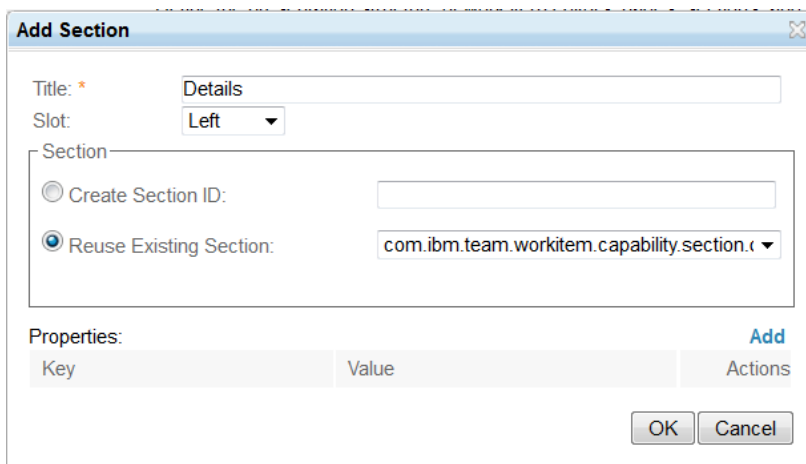 Add Section
Title: * Details
Slot: Left
Section
Create Section ID:
Reuse Existing Section: com.ibm.team.workitem.capability.section.
Properties: Add
Key Value Actions
OK Cancel